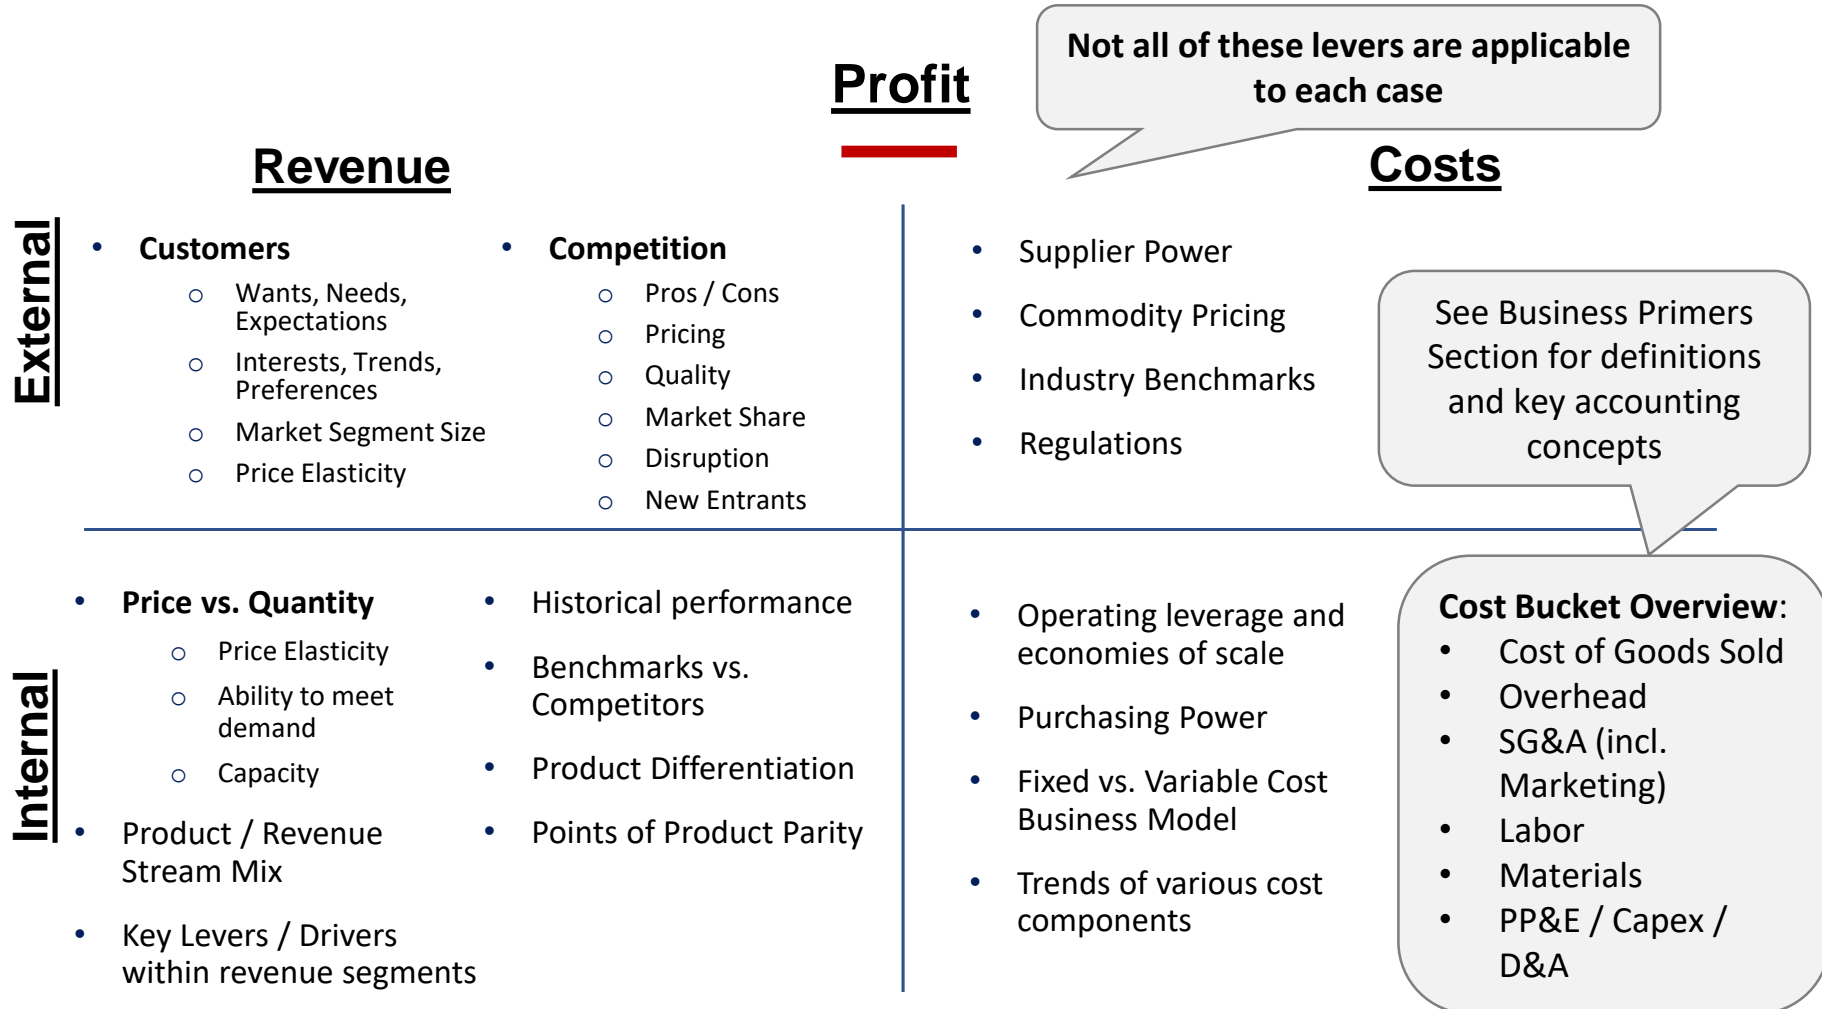 Profit
Not all of these levers are applicable
to each case
Revenue
Costs
External
• Customers
o Wants, Needs,
Expectations
o Interests, Trends,
Preferences
o Market Segment Size
o Price Elasticity
• Competition
o Pros / Cons
o Pricing
o Quality
o Market Share
o Disruption
o New Entrants
• Supplier Power
• Commodity Pricing
• Industry Benchmarks
• Regulations
See Business Primers
Section for definitions
and key accounting
concepts
Internal
• Price vs. Quantity
o Price Elasticity
o Ability to meet
demand
o Capacity
• Product / Revenue
Stream Mix
• Key Levers / Drivers
within revenue segments
• Historical performance
• Benchmarks vs.
Competitors
• Product Differentiation
• Points of Product Parity
• Operating leverage and
economies of scale
• Purchasing Power
• Fixed vs. Variable Cost
Business Model
• Trends of various cost
components
Cost Bucket Overview:
• Cost of Goods Sold
• Overhead
• SG&A (incl.
Marketing)
• Labor
• Materials
• PP&E / Capex /
D&A